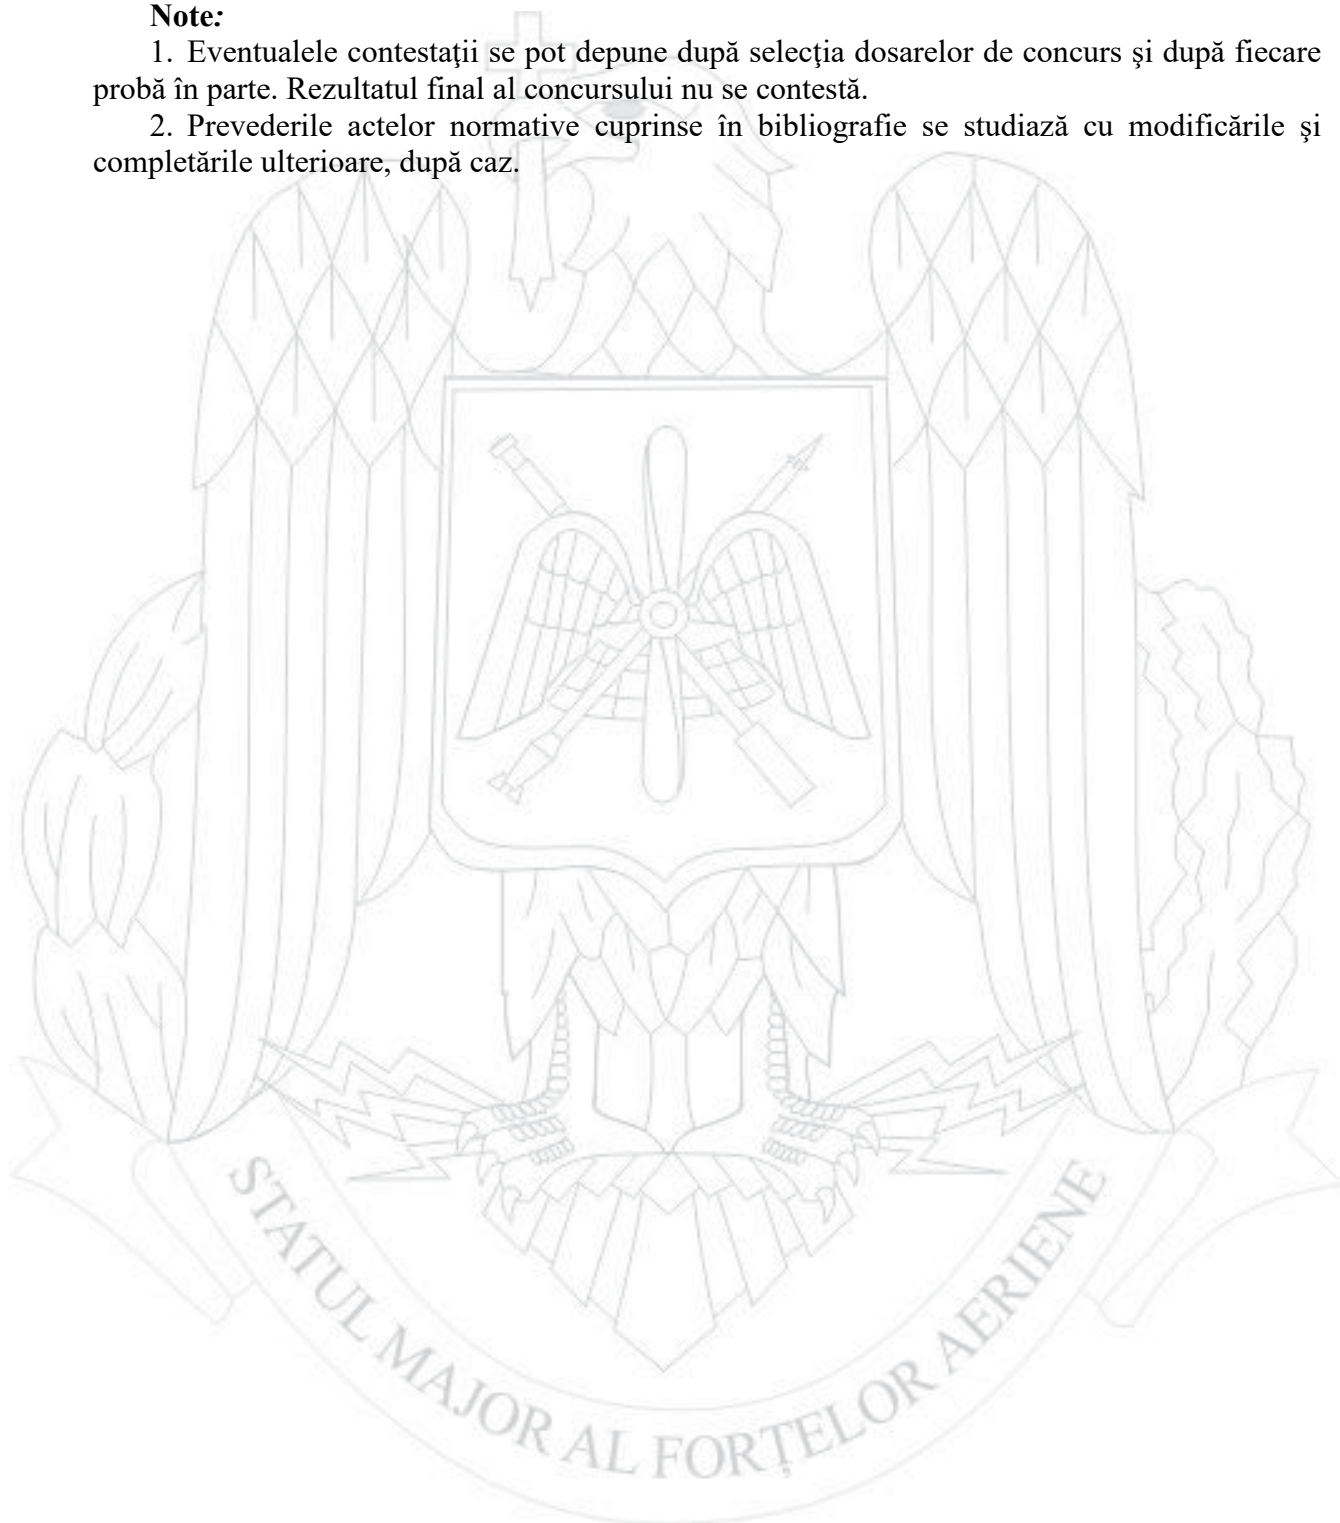 Note:
1. Eventualele contestaţii se pot depune după selecţia dosarelor de concurs şi după fiecare
probă în parte. Rezultatul final al concursului nu se contestă.
2. Prevederile actelor normative cuprinse în bibliografie se studiază cu modificările şi
completările ulterioare, după caz.
STATUL MAJOR AL FORȚELOR AERIENE